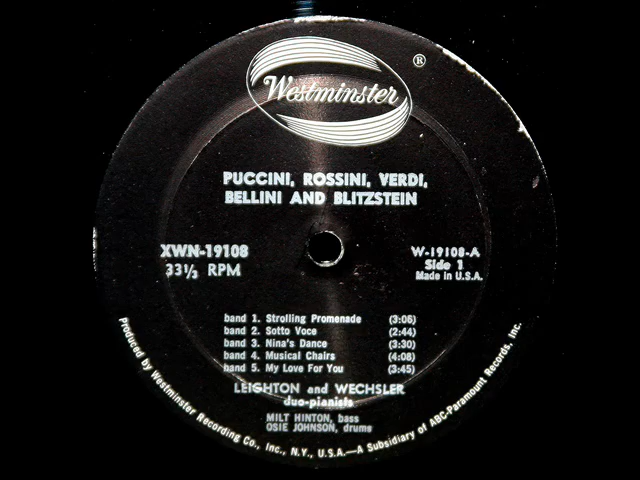 Westminster
®
PUCCINI, ROSSINI, VERDI,
BELLINI AND BLITZSTEIN
XWN-19108
33⅓ RPM
W-19108-A
Side 1
Made in U.S.A.
band 1. Strolling Promenade (3:06)
band 2. Sotto Voce (2:44)
band 3. Nina's Dance (3:30)
band 4. Musical Chairs (4:08)
band 5. My Love For You (3:45)
LEIGHTON and WECHSLER
duo-pianists
MILT HINTON, bass
OSIE JOHNSON, drums
Produced by Westminster Recording Co., Inc., N.Y., U.S.A.—A Subsidiary of ABC-Paramount Records, Inc.